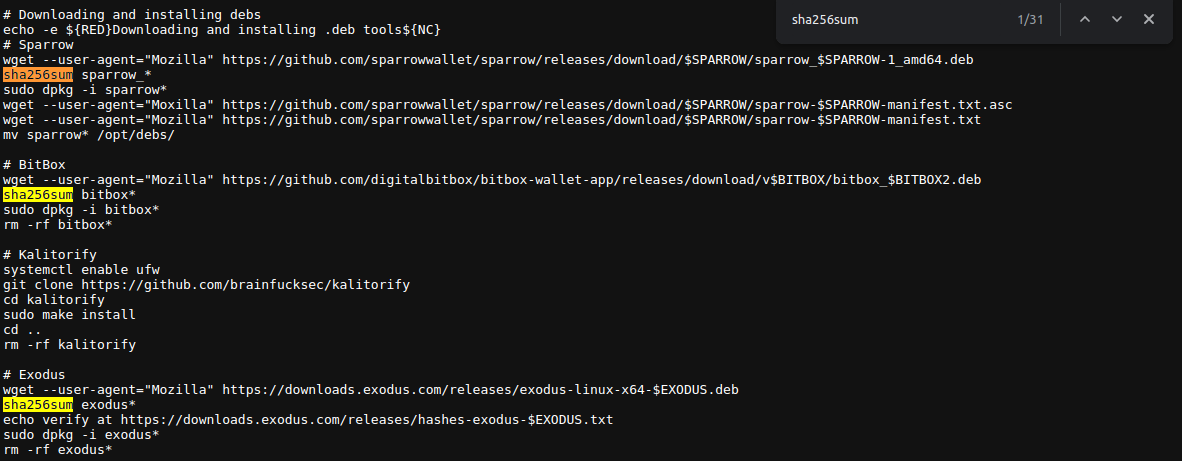 # Downloading and installing debs
echo -e ${RED}Downloading and installing .deb tools${NC}
sha256sum 1/31
# Sparrow
wget --user-agent="Mozilla" https://github.com/sparrowwallet/sparrow/releases/download/$SPARROW/sparrow_$SPARROW-1_amd64.deb
sha256sum sparrow_*
sudo dpkg -i sparrow*
wget --user-agent="Moxilla" https://github.com/sparrowwallet/sparrow/releases/download/$SPARROW/sparrow-$SPARROW-manifest.txt.asc
wget --user-agent="Mozilla" https://github.com/sparrowwallet/sparrow/releases/download/$SPARROW/sparrow-$SPARROW-manifest.txt
mv sparrow* /opt/debs/
# BitBox
wget --user-agent="Mozilla" https://github.com/digitalbitbox/bitbox-wallet-app/releases/download/v$BITBOX/bitbox_$BITBOX2.deb
sha256sum bitbox*
sudo dpkg -i bitbox*
rm -rf bitbox*
# Kalitorify
systemctl enable ufw
git clone https://github.com/brainfucksec/kalitorify
cd kalitorify
sudo make install
cd ..
rm -rf kalitorify
# Exodus
wget --user-agent="Mozilla" https://downloads.exodus.com/releases/exodus-linux-x64-$EXODUS.deb
sha256sum exodus*
echo verify at https://downloads.exodus.com/releases/hashes-exodus-$EXODUS.txt
sudo dpkg -i exodus*
rm -rf exodus*